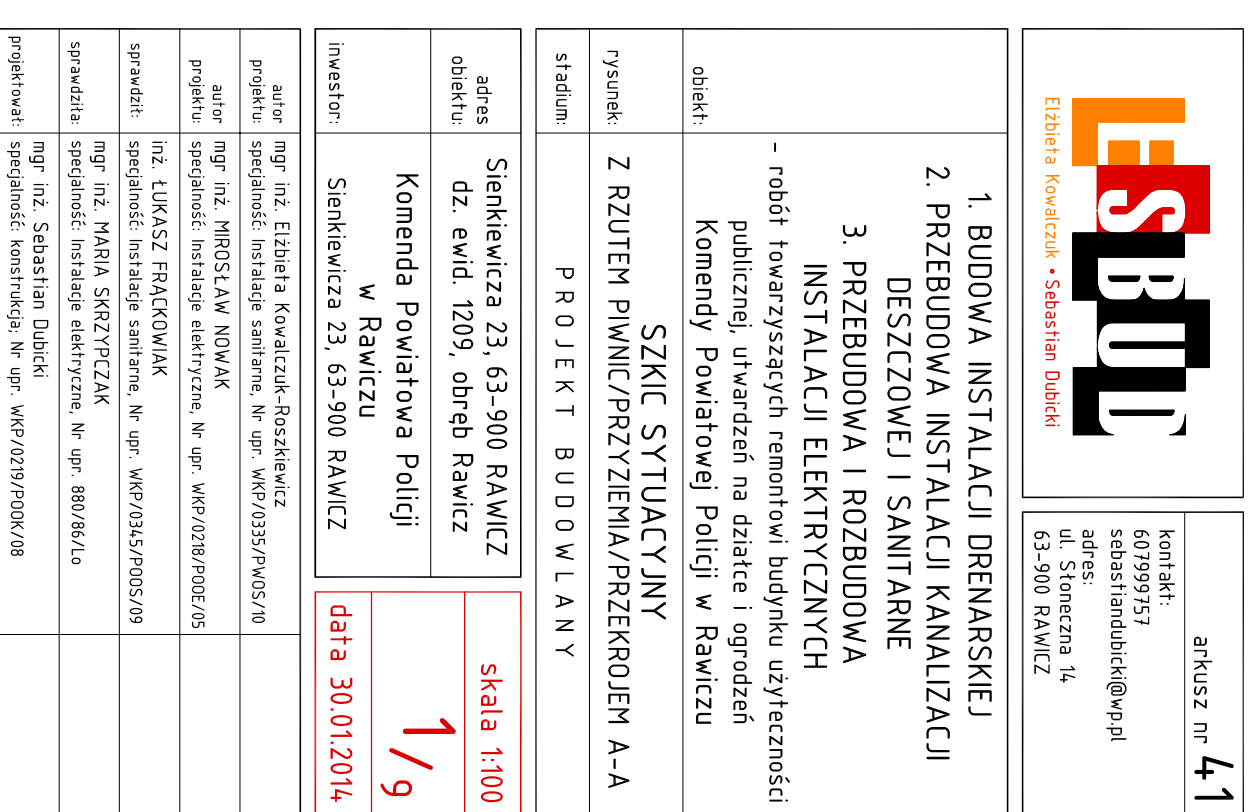 LESBUD
Elżbieta Kowalczuk • Sebastian Dubicki
arkusz nr 41
kontakt:
607999757
sebastiandubicki@wp.pl
adres:
ul. Słoneczna 14
63-900 RAWICZ
obiekt:
1. BUDOWA INSTALACJI DRENARSKIEJ
2. PRZEBUDOWA INSTALACJI KANALIZACJI
DESZCZOWEJ I SANITARNE
3. PRZEBUDOWA I ROZBUDOWA
INSTALACJI ELEKTRYCZNYCH
- robót towarzyszących remontowi budynku użyteczności
publicznej, utwardzeń na działce i ogrodzeń
Komendy Powiatowej Policji w Rawiczu
rysunek:
SZKIC SYTUACYJNY
Z RZUTEM PIWNIC/PRZYZIEMIA/PRZEKROJEM A-A
stadium:
PROJEKT BUDOWLANY
adres
obiektu:
Sienkiewicza 23, 63-900 RAWICZ
dz. ewid. 1209, obręb Rawicz
inwestor:
Komenda Powiatowa Policji
w Rawiczu
Sienkiewicza 23, 63-900 RAWICZ
skala 1:100
1/9
data 30.01.2014
autor
projektu:
mgr inż. Elżbieta Kowalczuk-Roszkiewicz
specjalność: Instalacje sanitarne, Nr upr. WKP/0335/PWOS/10
autor
projektu:
mgr inż. MROSŁAW NOWAK
specjalność: Instalacje elektryczne, Nr upr. WKP/0218/POOE/05
sprawdził:
inż. ŁUKASZ FRĄCKOWIAK
specjalność: Instalacje sanitarne, Nr upr. WKP/0345/POOS/09
sprawdziła:
mgr inż. MARIA SKRZYPCZAK
specjalność: Instalacje elektryczne, Nr upr. 880/86/Lo
projektował:
mgr inż. Sebastian Dubicki
specjalność: konstrukcja; Nr upr. WKP/0219/POOK/08